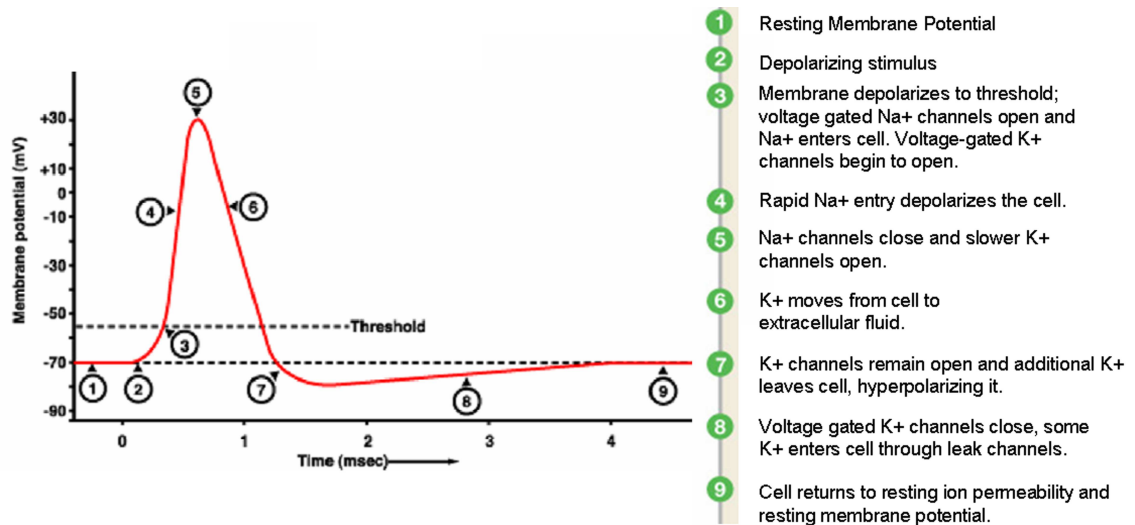 Membrane potential (mV)
+30
+10
0
-10
-30
-50
-70
-90
5
4
6
Threshold
3
1
2
7
8
9
0
1
2
3
4
Time (msec)
1 Resting Membrane Potential
2 Depolarizing stimulus
3 Membrane depolarizes to threshold;
voltage gated Na+ channels open and
Na+ enters cell. Voltage-gated K+
channels begin to open.
4 Rapid Na+ entry depolarizes the cell.
5 Na+ channels close and slower K+
channels open.
6 K+ moves from cell to
extracellular fluid.
7 K+ channels remain open and additional K+
leaves cell, hyperpolarizing it.
8 Voltage gated K+ channels close, some
K+ enters cell through leak channels.
9 Cell returns to resting ion permeability and
resting membrane potential.